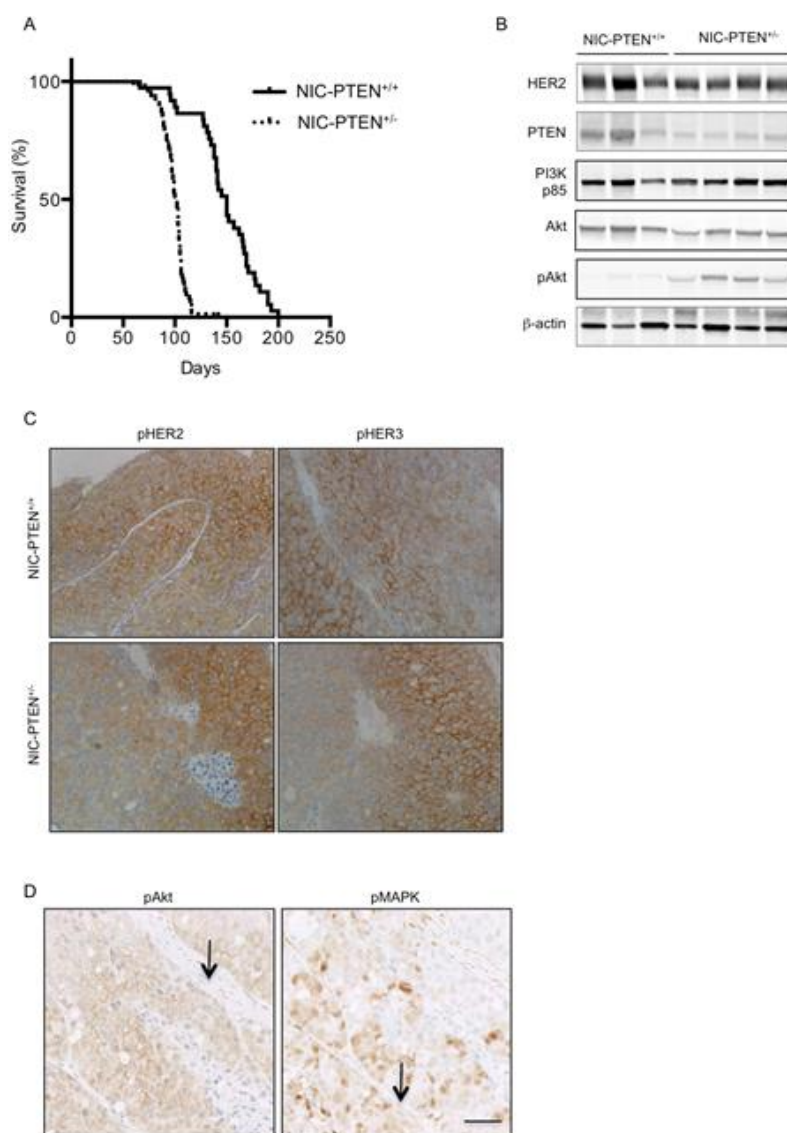 A
100
50
0
Survival (%)
0 50 100 150 200 250
Days
NIC-PTEN+/+
NIC-PTEN+/-
B
NIC-PTEN+/+ NIC-PTEN+/-
HER2
PTEN
PI3K
p85
Akt
pAkt
β-actin
C
pHER2 pHER3
NIC-PTEN+/+
NIC-PTEN+/-
D
pAkt pMAPK